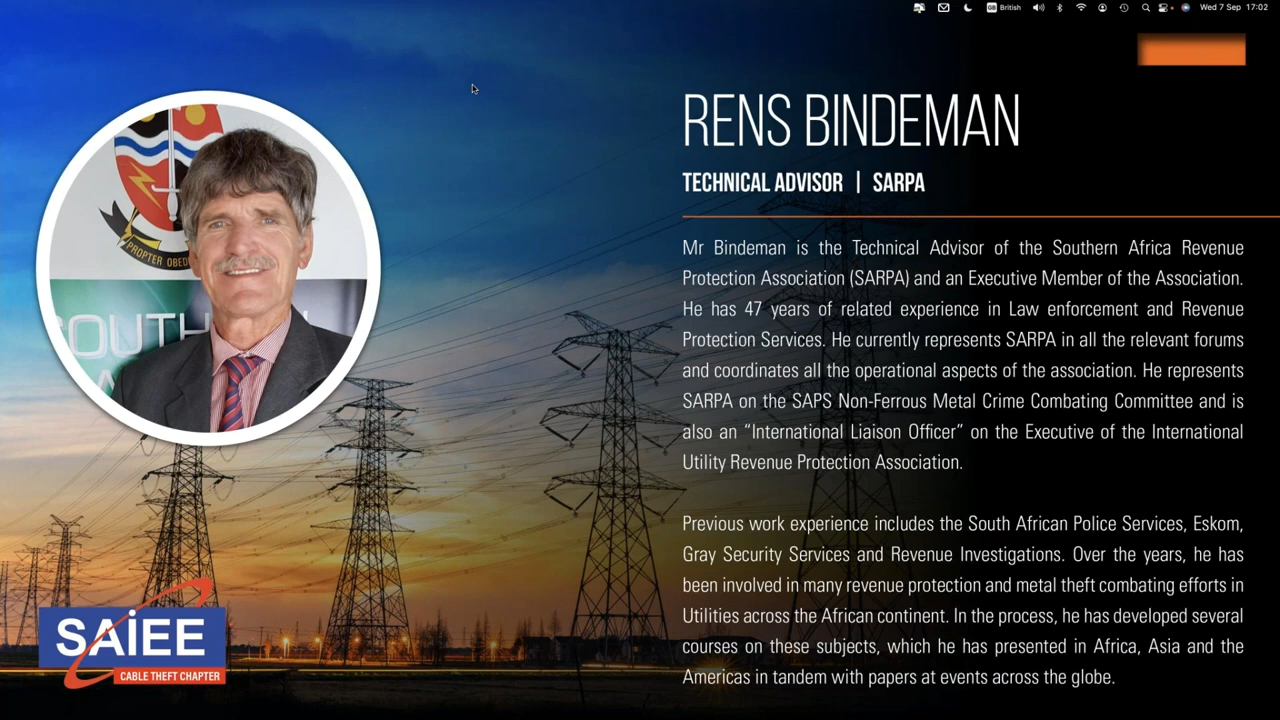 British Wed 7 Sep 17:02
RENS BINDEMAN
TECHNICAL ADVISOR | SARPA
Mr Bindeman is the Technical Advisor of the Southern Africa Revenue
Protection Association (SARPA) and an Executive Member of the Association.
He has 47 years of related experience in Law enforcement and Revenue
Protection Services. He currently represents SARPA in all the relevant forums
and coordinates all the operational aspects of the association. He represents
SARPA on the SAPS Non-Ferrous Metal Crime Combating Committee and is
also an “International Liaison Officer” on the Executive of the International
Utility Revenue Protection Association.
Previous work experience includes the South African Police Services, Eskom,
Gray Security Services and Revenue Investigations. Over the years, he has
been involved in many revenue protection and metal theft combating efforts in
Utilities across the African continent. In the process, he has developed several
courses on these subjects, which he has presented in Africa, Asia and the
Americas in tandem with papers at events across the globe.
PROPTER OBED
SOUTH
SAIEE
CABLE THEFT CHAPTER